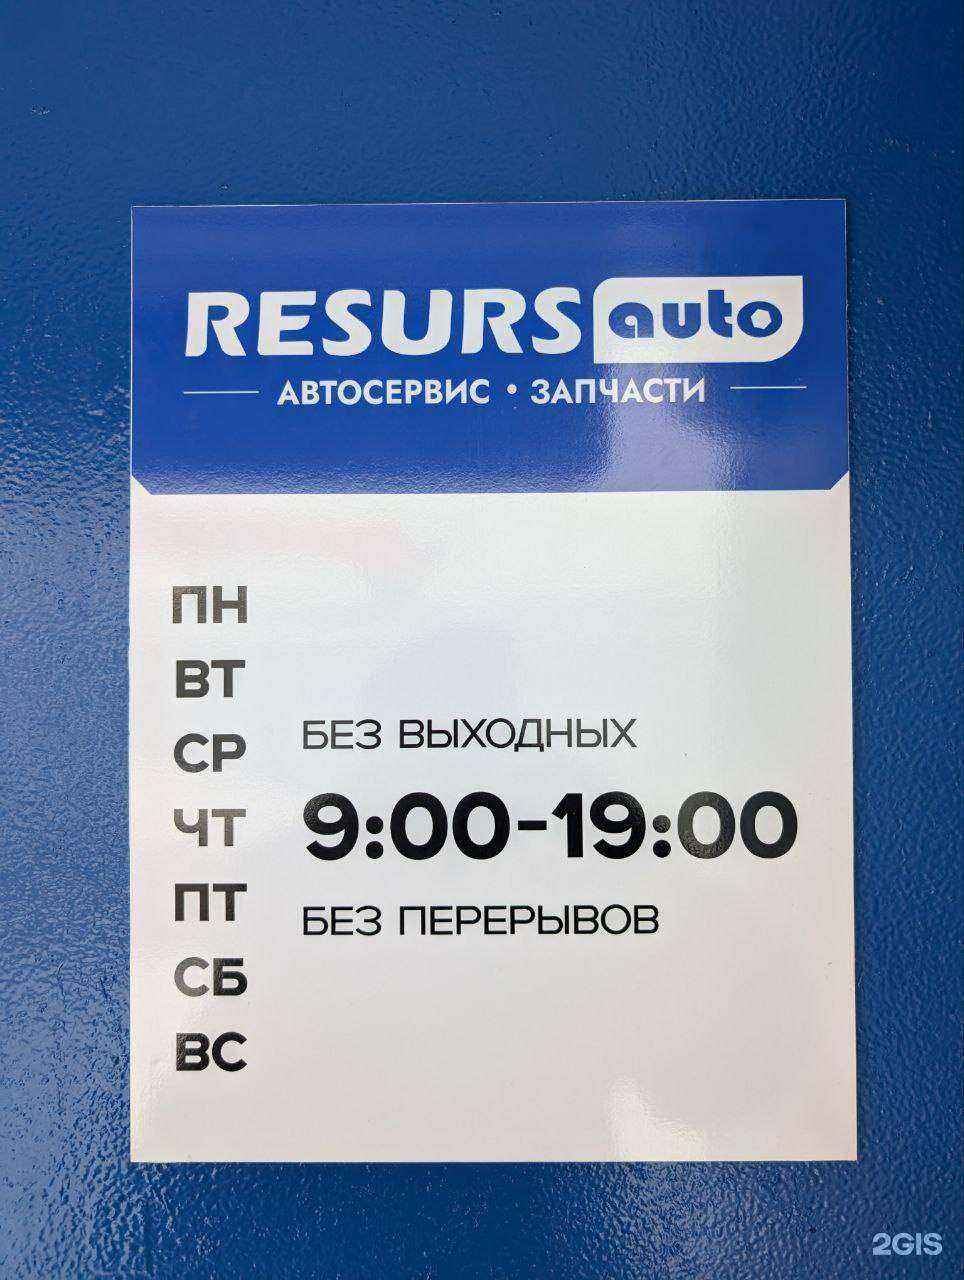 RESURS auto
АВТОСЕРВИС • ЗАПЧАСТИ
ПН
ВТ
СР
ЧТ
ПТ
СБ
ВС
БЕЗ ВЫХОДНЫХ
9:00-19:00
БЕЗ ПЕРЕРЫВОВ
2GIS